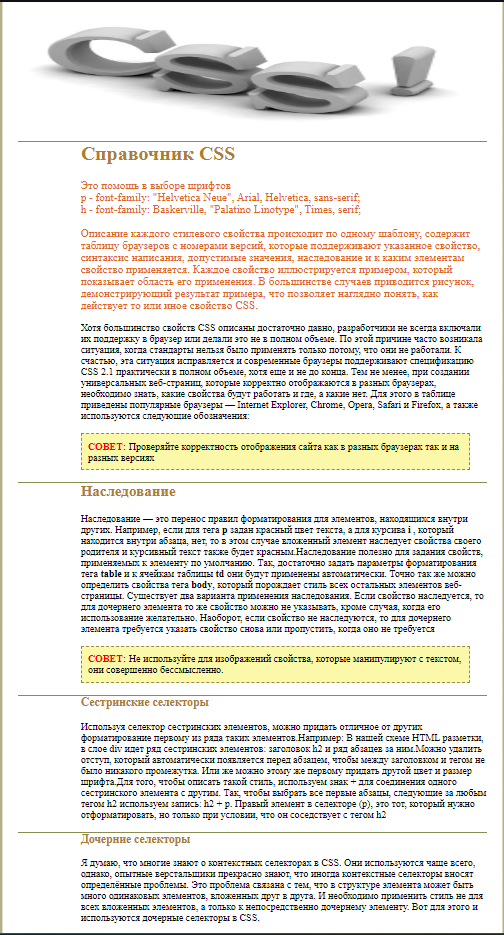 CSS!
Справочник CSS
Это помощь в выборе шрифтов
p - font-family: "Helvetica Neue", Arial, Helvetica, sans-serif;
h - font-family: Baskerville, "Palatino Linotype", Times, serif;
Описание каждого стилевого свойства происходит по одному шаблону, содержит
таблицу браузеров с номерами версий, которые поддерживают указанное свойство,
синтаксис написания, допустимые значения, наследование и к каким элементам
свойство применяется. Каждое свойство иллюстрируется примером, который
показывает область его применения. В большинстве случаев приводится рисунок,
демонстрирующий результат примера, что позволяет наглядно понять, как
действует то или иное свойство CSS.
Хотя большинство свойств CSS описаны достаточно давно, разработчики не всегда включали
их поддержку в браузер или делали это не в полном объеме. По этой причине часто возникала
ситуация, когда стандарты нельзя было применять только потому, что они не работали. К
счастью, эта ситуация исправляется и современные браузеры поддерживают спецификацию
CSS 2.1 практически в полном объеме, хотя еще и не до конца. Тем не менее, при создании
универсальных веб-страниц, которые корректно отображаются в разных браузерах,
необходимо знать, какие свойства будут работать и где, а какие нет. Для этого в таблице
приведены популярные браузеры — Internet Explorer, Chrome, Opera, Safari и Firefox, а также
используются следующие обозначения:
СОВЕТ: Проверяйте корректность отображения сайта как в разных браузерах так и на
разных версиях
Наследование
Наследование — это перенос правил форматирования для элементов, находящихся внутри
других. Например, если для тега p задан красный цвет текста, а для курсива i , который
находится внутри абзаца, нет, то в этом случае вложенный элемент наследует свойства своего
родителя и курсивный текст также будет красным.Наследование полезно для задания свойств,
применяемых к элементу по умолчанию. Так, достаточно задать параметры форматирования
тега table и к ячейкам таблицы td они будут применены автоматически. Точно так же можно
определить свойства тега body, который порождает стиль всех остальных элементов веб-
страницы. Существует два варианта применения наследования. Если свойство наследуется, то
для дочернего элемента то же свойство можно не указывать, кроме случая, когда его
использование желательно. Наоборот, если свойство не наследуются, то для дочернего
элемента требуется указать свойство снова или пропустить, когда оно не требуется
СОВЕТ: Не используйте для изображений свойства, которые манипулируют с текстом,
они совершенно бессмысленно.
Сестринские селекторы
Используя селектор сестринских элементов, можно придать отличное от других
форматирование первому из ряда таких элементов.Например: В нашей схеме HTML разметки,
в слое div идет ряд сестринских элементов: заголовок h2 и ряд абзацев за ним.Можно удалить
отступ, который автоматически появляется перед абзацем, чтобы между заголовком и тегом не
было никакого промежутка. Или же можно этому же первому придать другой цвет и размер
шрифта.Для того, чтобы описать такой стиль, используем знак + для соединения одного
сестринского элемента с другим. Так, чтобы выбрать все первые абзацы, следующие за любым
тегом h2 используем запись: h2 + p. Правый элемент в селекторе (p), это тот, который нужно
отформатировать, но только при условии, что он соседствует с тегом h2
Дочерние селекторы
Я думаю, что многие знают о контекстных селекторах в CSS. Они используются чаще всего,
однако, опытные верстальщики прекрасно знают, что иногда контекстные селекторы вносят
определённые проблемы. Это проблема связана с тем, что в структуре элемента может быть
много одинаковых элементов, вложенных друг в друга. И необходимо применить стиль не для
всех вложенных элементов, а только к непосредственно дочернему элементу. Вот для этого и
используются дочерные селекторы в CSS.